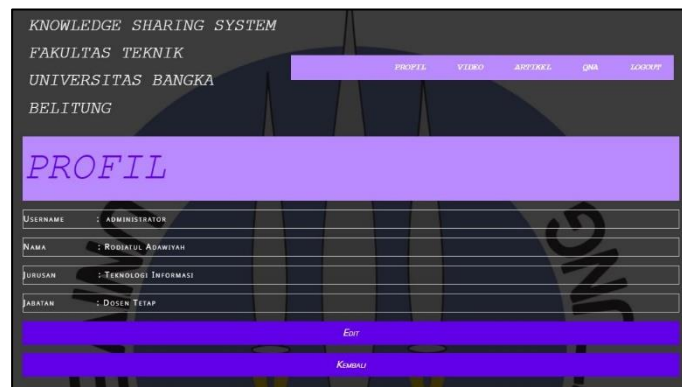 KNOWLEDGE SHARING SYSTEM
FAKULTAS TEKNIK
UNIVERSITAS BANGKA
BELITUNG
PROFIL VIDEO ARTIKEL QNA LOGOUT
PROFIL
USERNAME : ADMINISTRATOR
NAMA : RODIATUL ADAWIYAH
JURUSAN : TEKNOLOGI INFORMASI
JABATAN : DOSEN TETAP
EDIT
KEMBALI